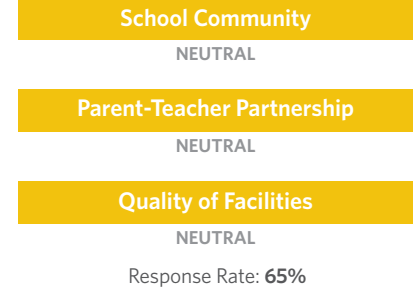 School Community
NEUTRAL
Parent-Teacher Partnership
NEUTRAL
Quality of Facilities
NEUTRAL
Response Rate: 65%